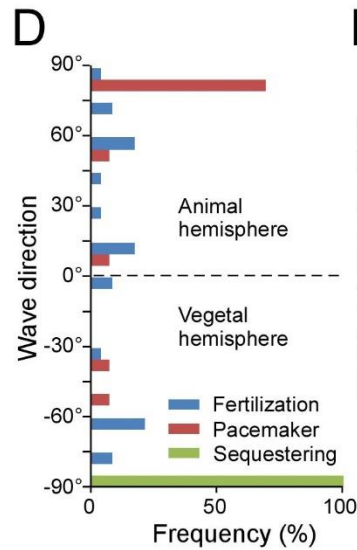 D
90°
60°
30°
0°
-30°
-60°
-90°
Wave direction
Animal
hemisphere
Vegetal
hemisphere
Fertilization
Pacemaker
Sequestering
0
50
100
Frequency (%)